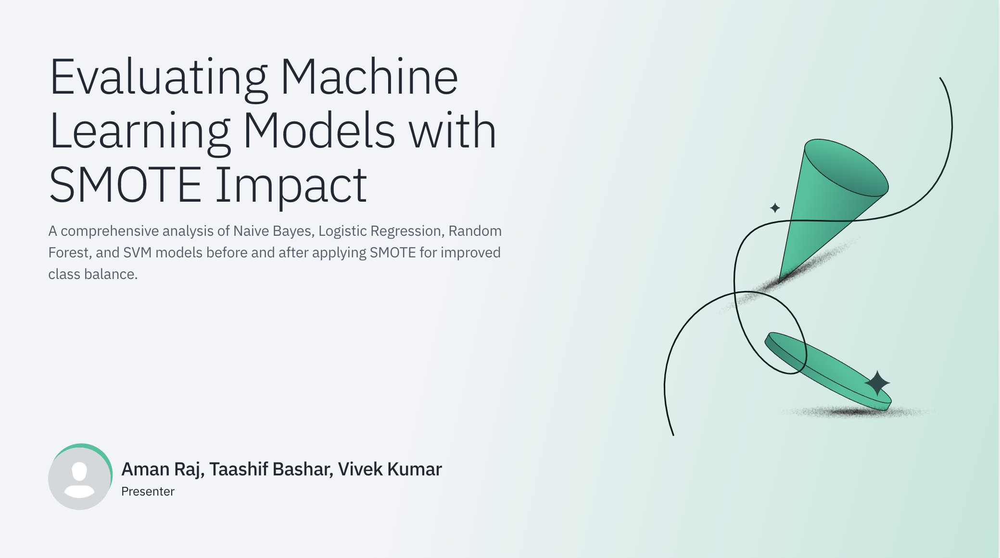 Evaluating Machine
Learning Models with
SMOTE Impact
A comprehensive analysis of Naive Bayes, Logistic Regression, Random
Forest, and SVM models before and after applying SMOTE for improved
class balance.
Aman Raj, Taashif Bashar, Vivek Kumar
Presenter